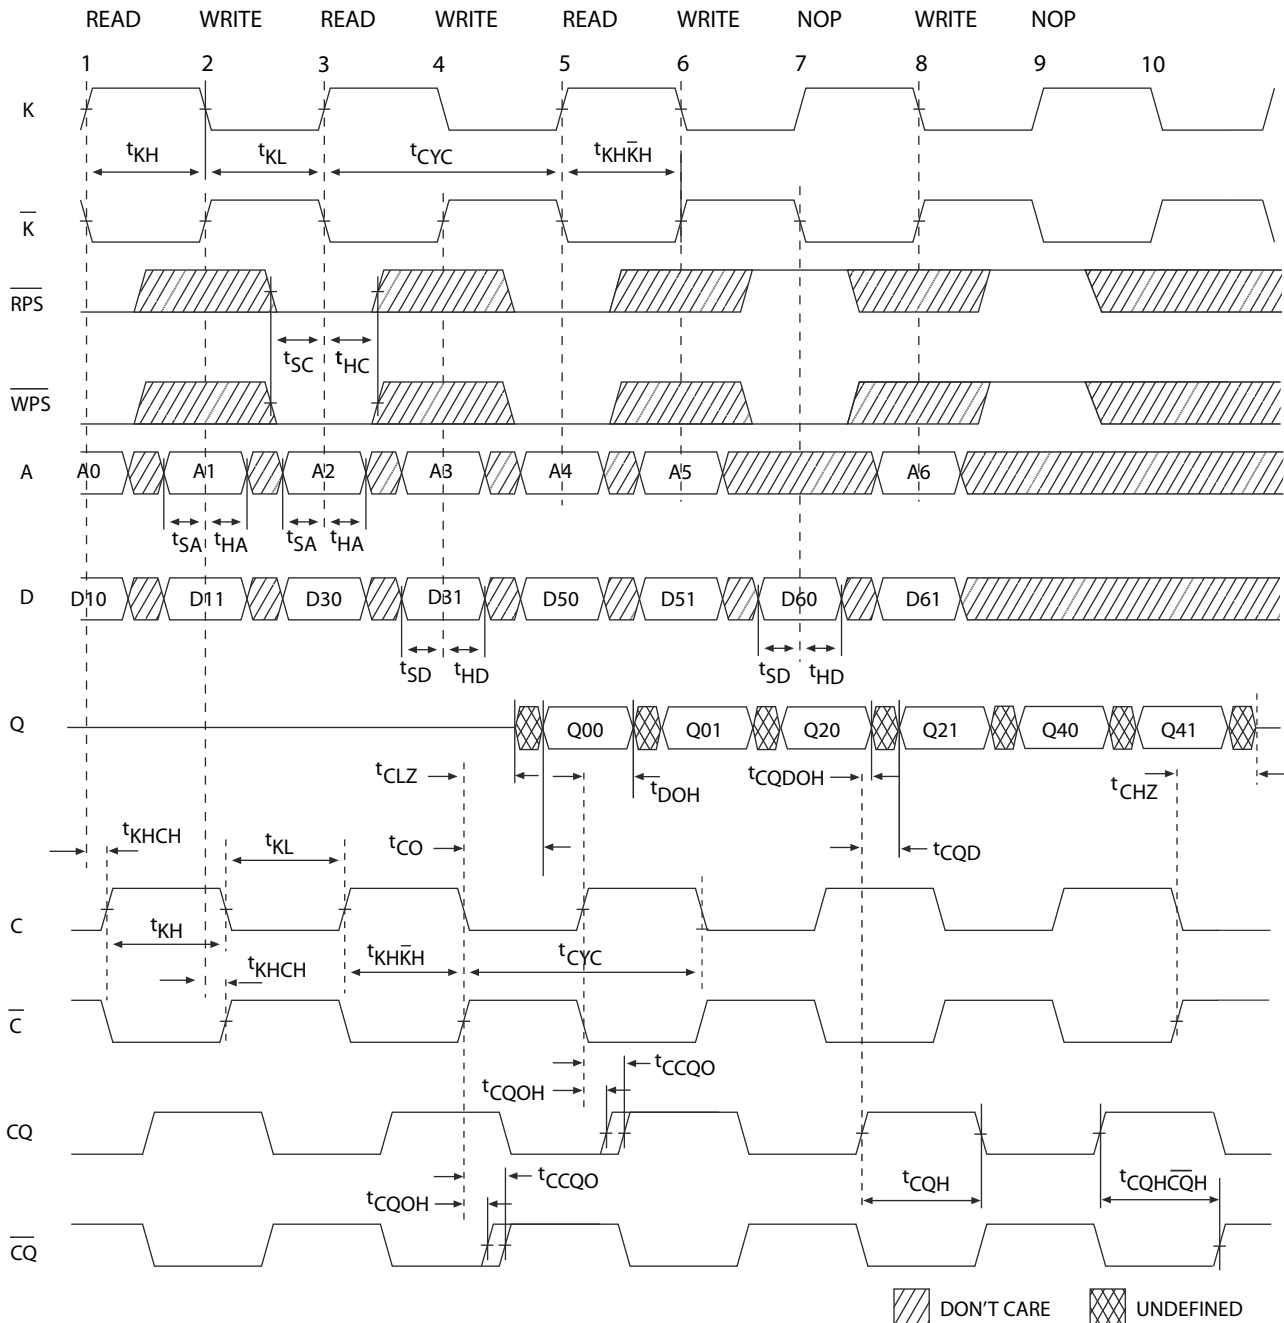 READ WRITE READ WRITE READ WRITE NOP WRITE NOP
1 2 3 4 5 6 7 8 9 10
K
tKH tKL tCYC tKHK̅H
K̅
R̅P̅S̅
tSC tHC
W̅P̅S̅
A A0 A1 A2 A3 A4 A5 A6
tSA tHA tSA tHA
D D10 D11 D30 D31 D50 D51 D60 D61
tSD tHD tSD tHD
Q Q00 Q01 Q20 Q21 Q40 Q41
tCLZ tDOH tCQDOH tCHZ
tKHCH tKL tCO tCQD
C
tKH tKHK̅H tCYC
tKHCH
C̅
tCCQO
tCQOH
CQ
tCCQO tCQH tCQHC̅Q̅H
tCQOH
C̅Q̅
DON'T CARE UNDEFINED